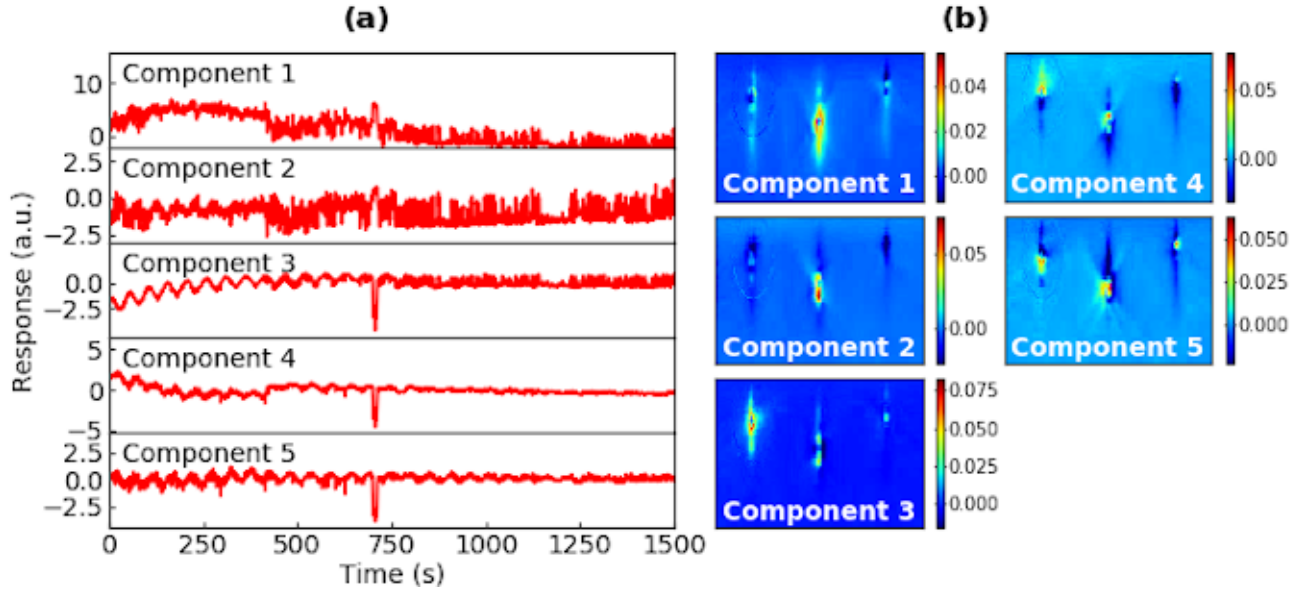 (a)
Component 1
10
0
Component 2
2.5
0.0
−2.5
Component 3
0.0
−2.5
Component 4
5
0
−5
Component 5
2.5
0.0
−2.5
Response (a.u.)
0 250 500 750 1000 1250 1500
Time (s)
(b)
Component 1
0.04
0.02
0.00
Component 4
0.05
0.00
Component 2
0.05
0.00
Component 5
0.050
0.025
0.000
Component 3
0.075
0.050
0.025
0.000